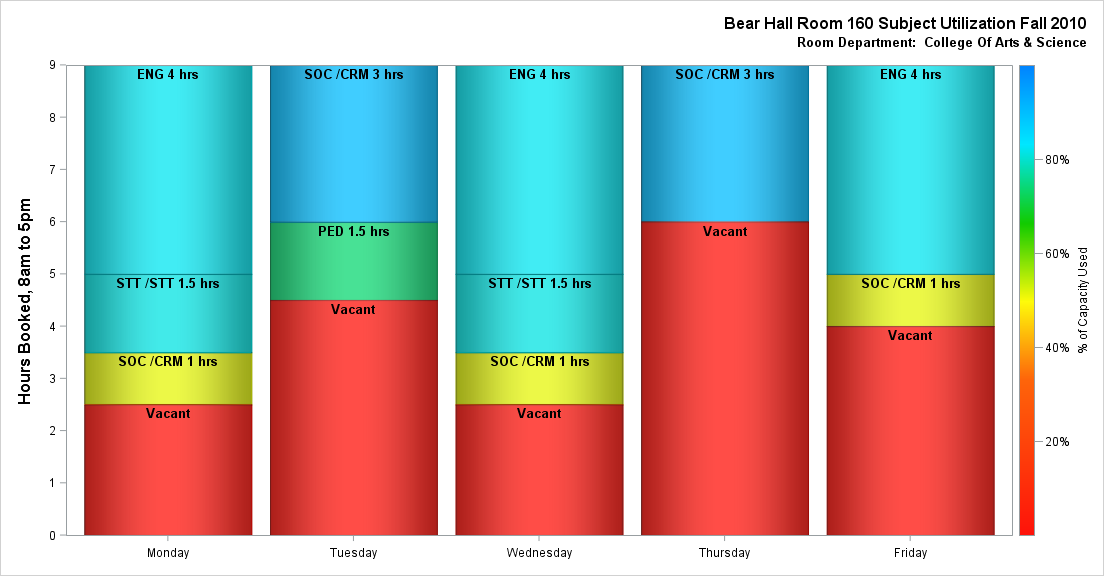 Bear Hall Room 160 Subject Utilization Fall 2010
Room Department:  College Of Arts & Science
Hours Booked, 8am to 5pm
9
8
7
6
5
4
3
2
1
0
ENG 4 hrs
STT /STT 1.5 hrs
SOC /CRM 1 hrs
Vacant
SOC /CRM 3 hrs
PED 1.5 hrs
Vacant
ENG 4 hrs
STT /STT 1.5 hrs
SOC /CRM 1 hrs
Vacant
SOC /CRM 3 hrs
Vacant
ENG 4 hrs
SOC /CRM 1 hrs
Vacant
Monday
Tuesday
Wednesday
Thursday
Friday
80%
60%
40%
20%
% of Capacity Used